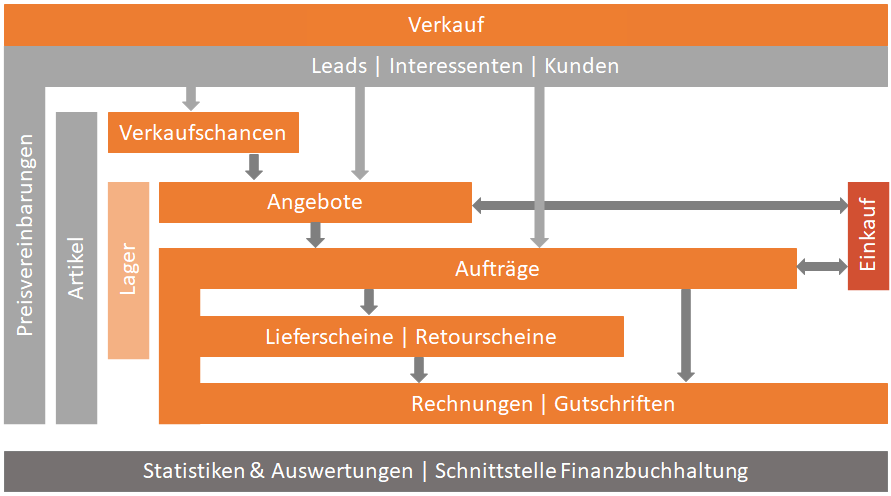 Verkauf
Leads | Interessenten | Kunden
Preisvereinbarungen
Artikel
Verkaufschancen
Lager
Angebote
Einkauf
Aufträge
Lieferscheine | Retourscheine
Rechnungen | Gutschriften
Statistiken & Auswertungen | Schnittstelle Finanzbuchhaltung